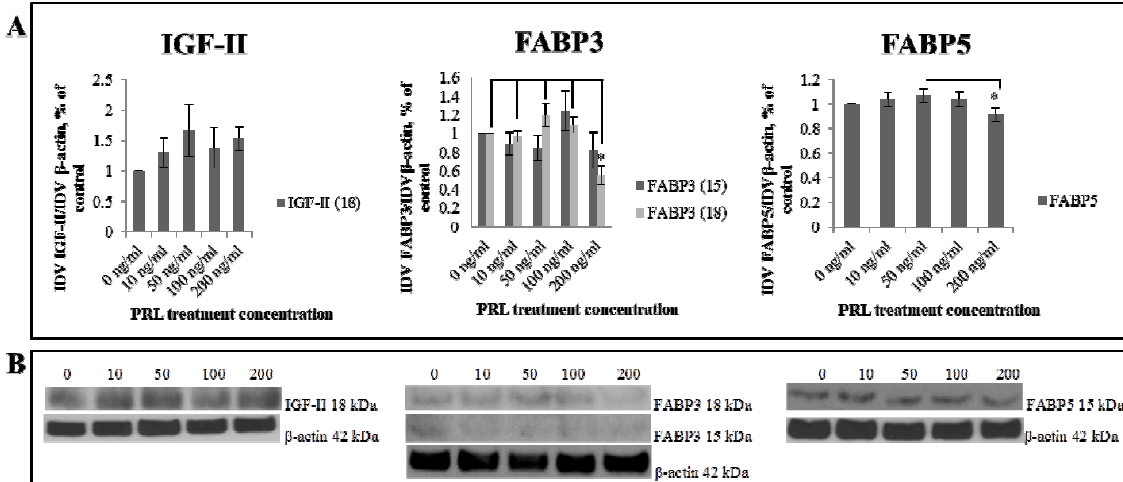 A
IGF-II
IDV IGF-II/IDV β-actin, % of control
2.5
2
1.5
1
0.5
0
0 ng/ml
10 ng/ml
50 ng/ml
100 ng/ml
200 ng/ml
PRL treatment concentration
IGF-II (18)
FABP3
IDV FABP3/IDVβ-actin, % of control
1.6
1.4
1.2
1
0.8
0.6
0.4
0.2
0
*
0 ng/ml
10 ng/ml
50 ng/ml
100 ng/ml
200 ng/ml
PRL treatment concentration
FABP3 (15)
FABP3 (18)
FABP5
IDV FABP5/IDVβ-actin, % of control
1.2
1
0.8
0.6
0.4
0.2
0
*
0 ng/ml
10 ng/ml
50 ng/ml
100 ng/ml
200 ng/ml
PRL treatment concentration
FABP5
B
0 10 50 100 200
IGF-II 18 kDa
β-actin 42 kDa
0 10 50 100 200
FABP3 18 kDa
FABP3 15 kDa
β-actin 42 kDa
0 10 50 100 200
FABP5 15 kDa
β-actin 42 kDa